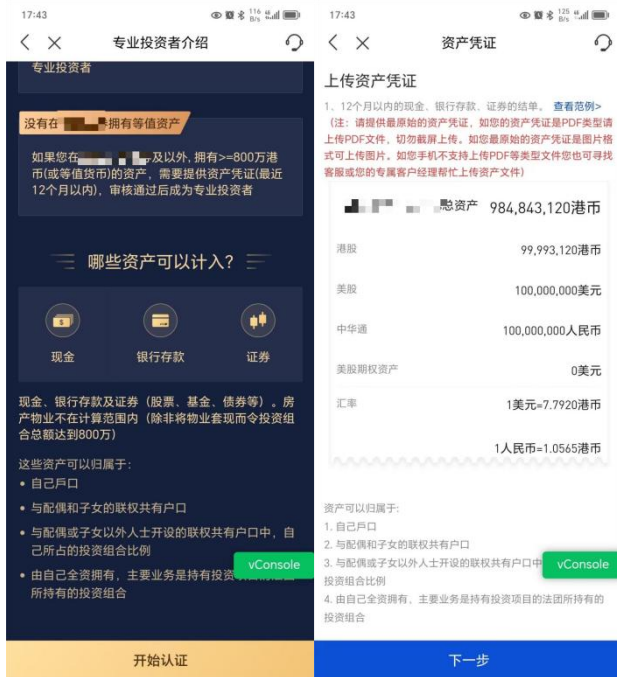 17:43
116 B/s
专业投资者介绍
专业投资者
没有在 拥有等值资产
如果您在 及以外, 拥有>=800万港
币(或等值货币)的资产，需要提供资产凭证(最近
12个月以内)，审核通过后成为专业投资者
哪些资产可以计入？
现金
银行存款
证券
现金、银行存款及证券（股票、基金、债券等）。房
产物业不在计算范围内（除非将物业套现而令投资组
合总额达到800万）
这些资产可以归属于：
• 自己戶口
• 与配偶和子女的联权共有户口
• 与配偶或子女以外人士开设的联权共有户口中，自
己所占的投资组合比例
• 由自己全资拥有，主要业务是持有投资
所持有的投资组合
vConsole
开始认证
17:43
125 B/s
资产凭证
上传资产凭证
1、12个月以内的现金、银行存款、证券的结单。 查看范例>
(注：请提供最原始的资产凭证，如您的资产凭证是PDF类型请
上传PDF文件，切勿截屏上传。如您最原始的资产凭证是图片格
式可上传图片。如您手机不支持上传PDF等类型文件您也可寻找
客服或您的专属客户经理帮忙上传资产文件)
总资产 984,843,120港币
港股 99,993,120港币
美股 100,000,000美元
中华通 100,000,000人民币
美股期权资产 0美元
汇率 1美元=7.7920港币
1人民币=1.0565港币
资产可以归属于:
1. 自己戶口
2. 与配偶和子女的联权共有户口
3. 与配偶或子女以外人士开设的联权共有户口中
投资组合比例
4. 由自己全资拥有，主要业务是持有投资项目的法团所持有的
投资组合
vConsole
下一步